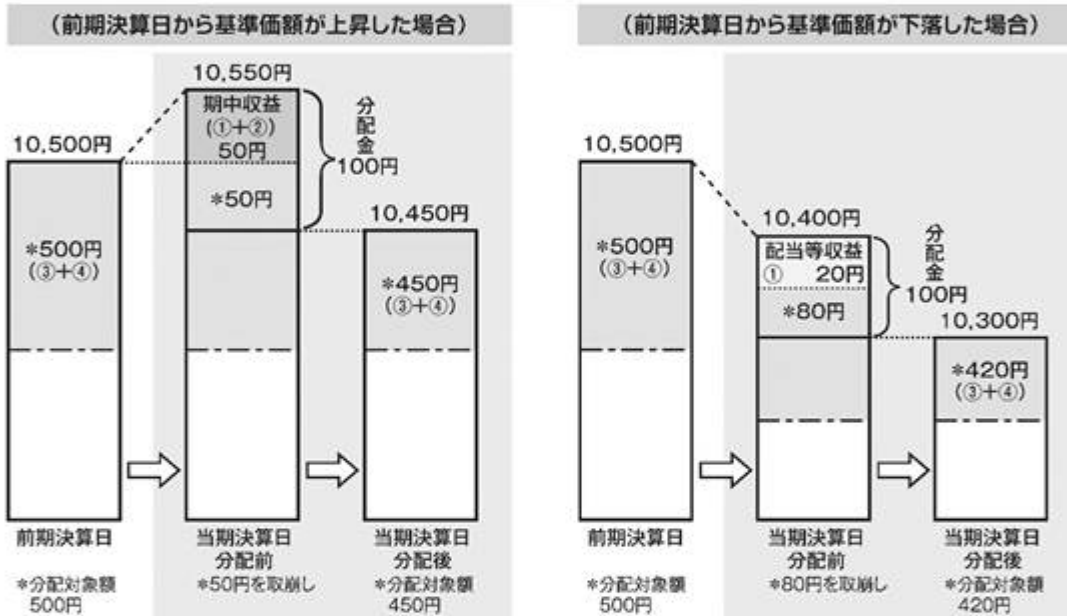 (前期決算日から基準価額が上昇した場合)
10,550円
期中収益
(①+②)
50円
*50円
分配金
100円
10,500円
*500円
(③+④)
10,450円
*450円
(③+④)
前期決算日
*分配対象額
500円
当期決算日
分配前
*50円を取崩し
当期決算日
分配後
*分配対象額
450円
(前期決算日から基準価額が下落した場合)
10,500円
*500円
(③+④)
10,400円
配当等収益
① 20円
*80円
分配金
100円
10,300円
*420円
(③+④)
前期決算日
*分配対象額
500円
当期決算日
分配前
*80円を取崩し
当期決算日
分配後
*分配対象額
420円